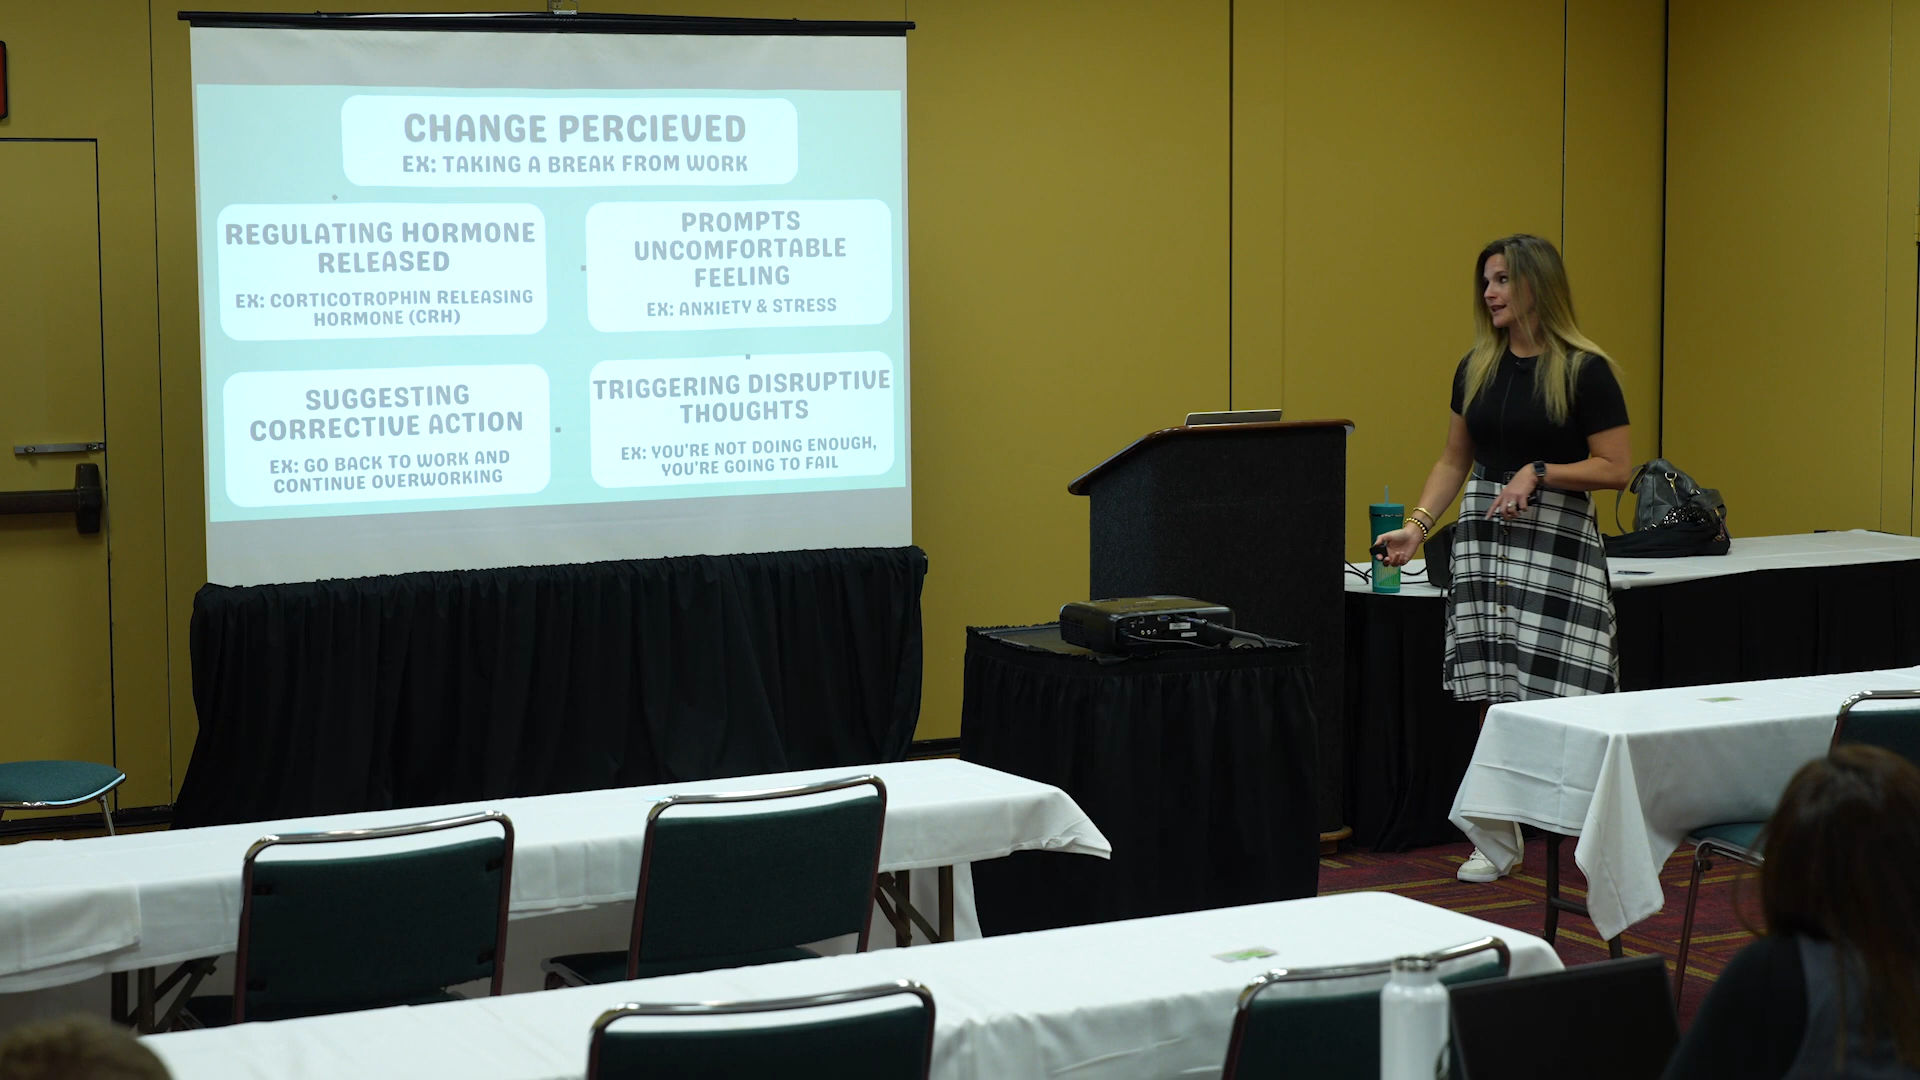 CHANGE PERCIEVED
EX: TAKING A BREAK FROM WORK
REGULATING HORMONE
RELEASED
EX: CORTICOTROPHIN RELEASING
HORMONE (CRH)
PROMPTS
UNCOMFORTABLE
FEELING
EX: ANXIETY & STRESS
SUGGESTING
CORRECTIVE ACTION
EX: GO BACK TO WORK AND
CONTINUE OVERWORKING
TRIGGERING DISRUPTIVE
THOUGHTS
EX: YOU'RE NOT DOING ENOUGH,
YOU'RE GOING TO FAIL